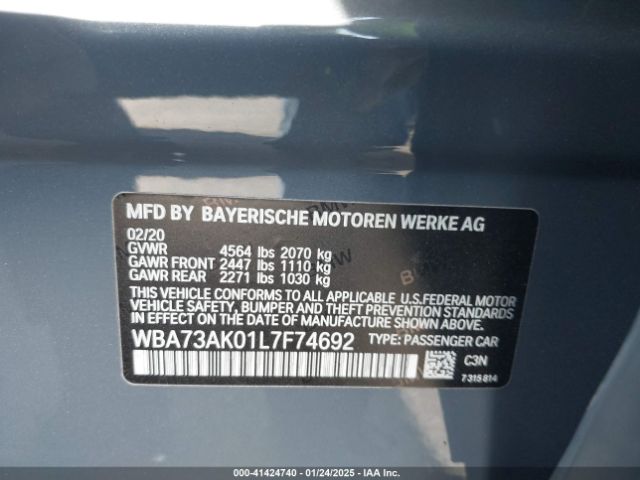 MFD BY BAYERISCHE MOTOREN WERKE AG
02/20
GVWR 4564 lbs 2070 kg
GAWR FRONT 2447 lbs 1110 kg
GAWR REAR 2271 lbs 1030 kg
THIS VEHICLE CONFORMS TO ALL APPLICABLE U.S.FEDERAL MOTOR
VEHICLE SAFETY, BUMPER AND THEFT PREVENTION STANDARDS
IN EFFECT ON THE DATE OF MANUFACTURE SHOWN ABOVE.
WBA73AK01L7F74692 TYPE: PASSENGER CAR
C3N
7315814
000-41424740 - 01/24/2025 - IAA Inc.